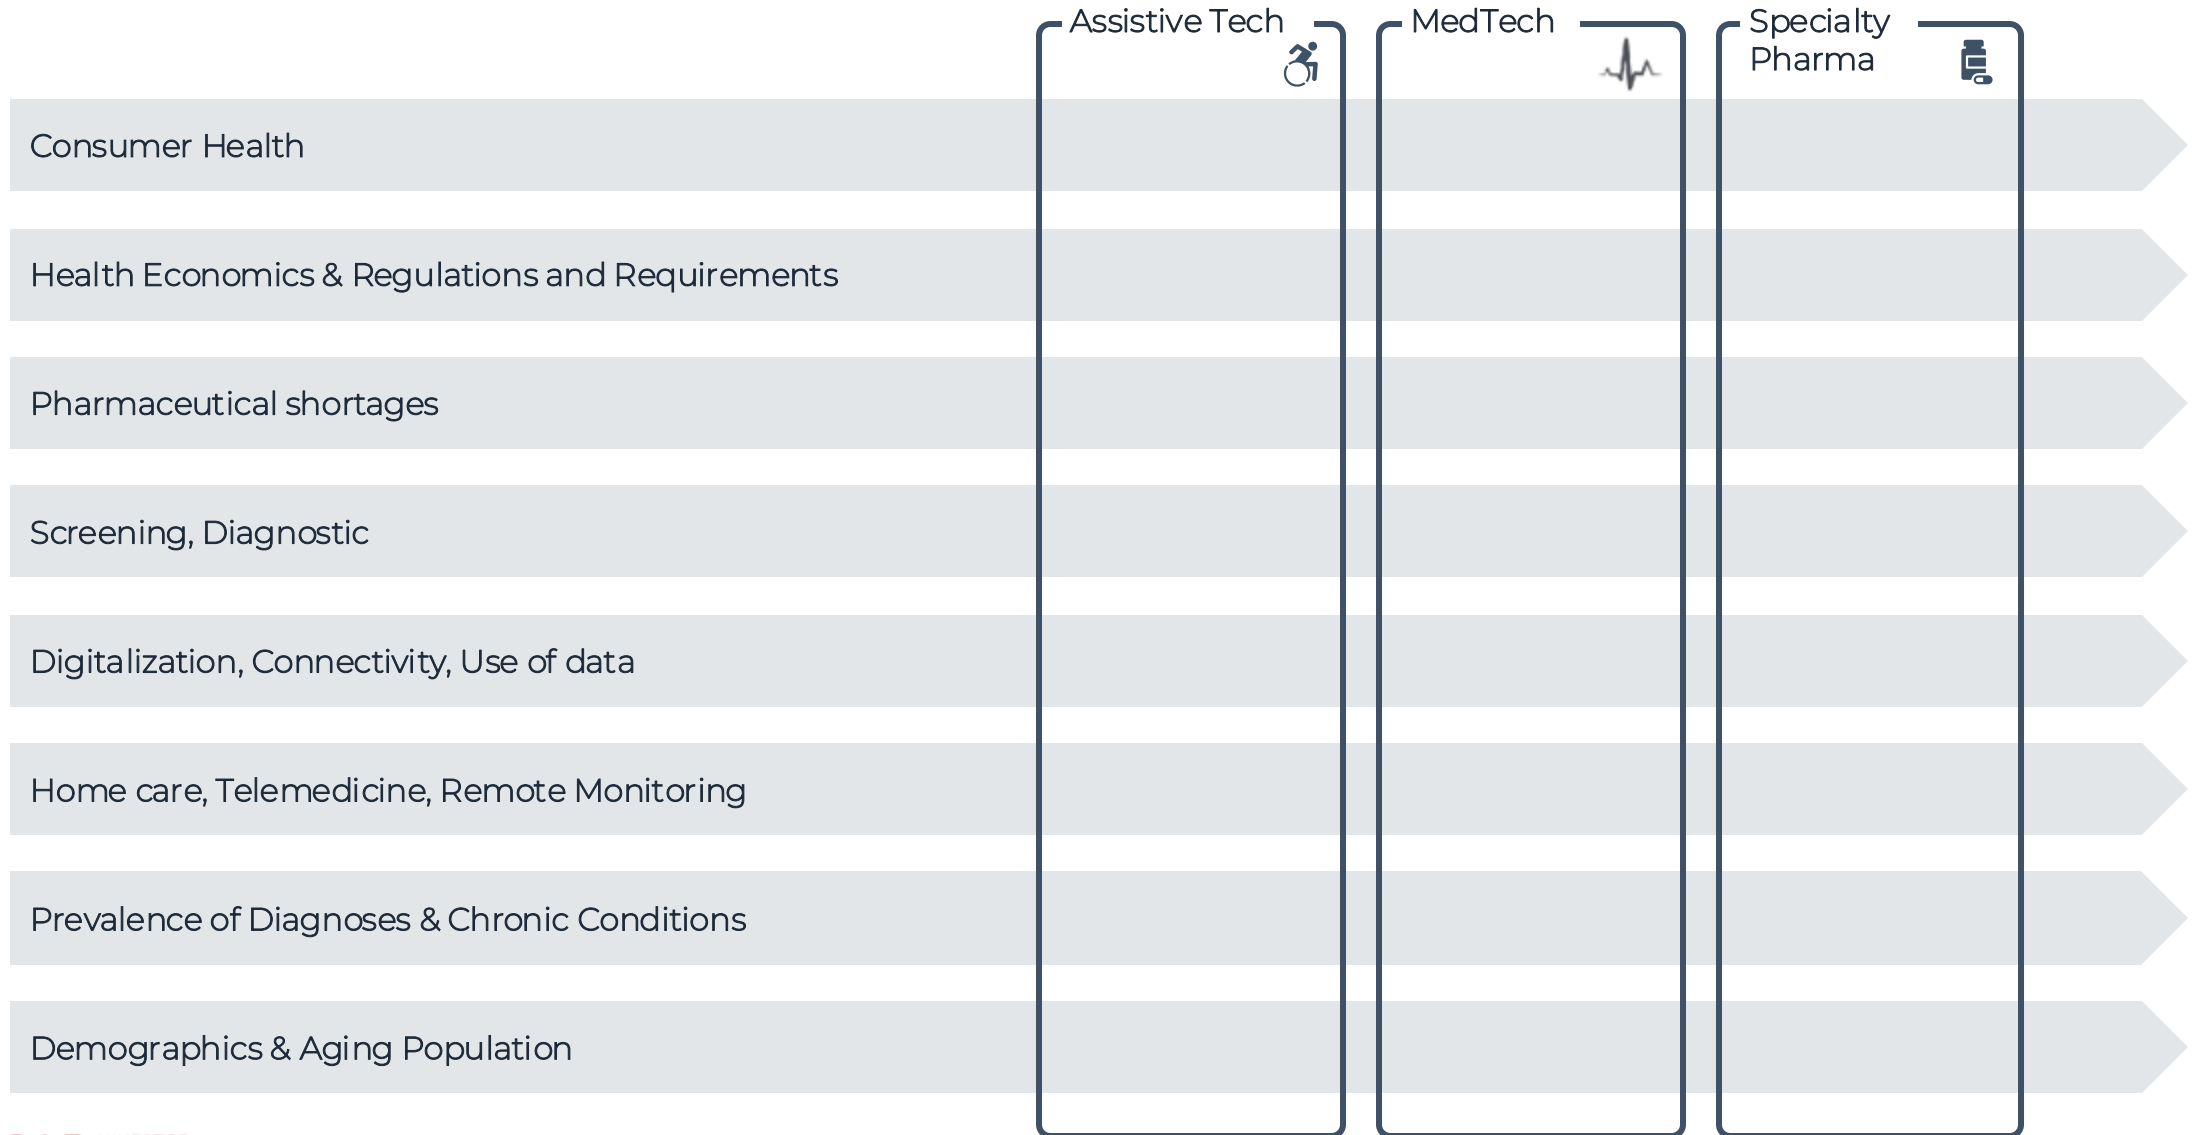 Assistive Tech
MedTech
Specialty
Pharma
Consumer Health
Health Economics & Regulations and Requirements
Pharmaceutical shortages
Screening, Diagnostic
Digitalization, Connectivity, Use of data
Home care, Telemedicine, Remote Monitoring
Prevalence of Diagnoses & Chronic Conditions
Demographics & Aging Population